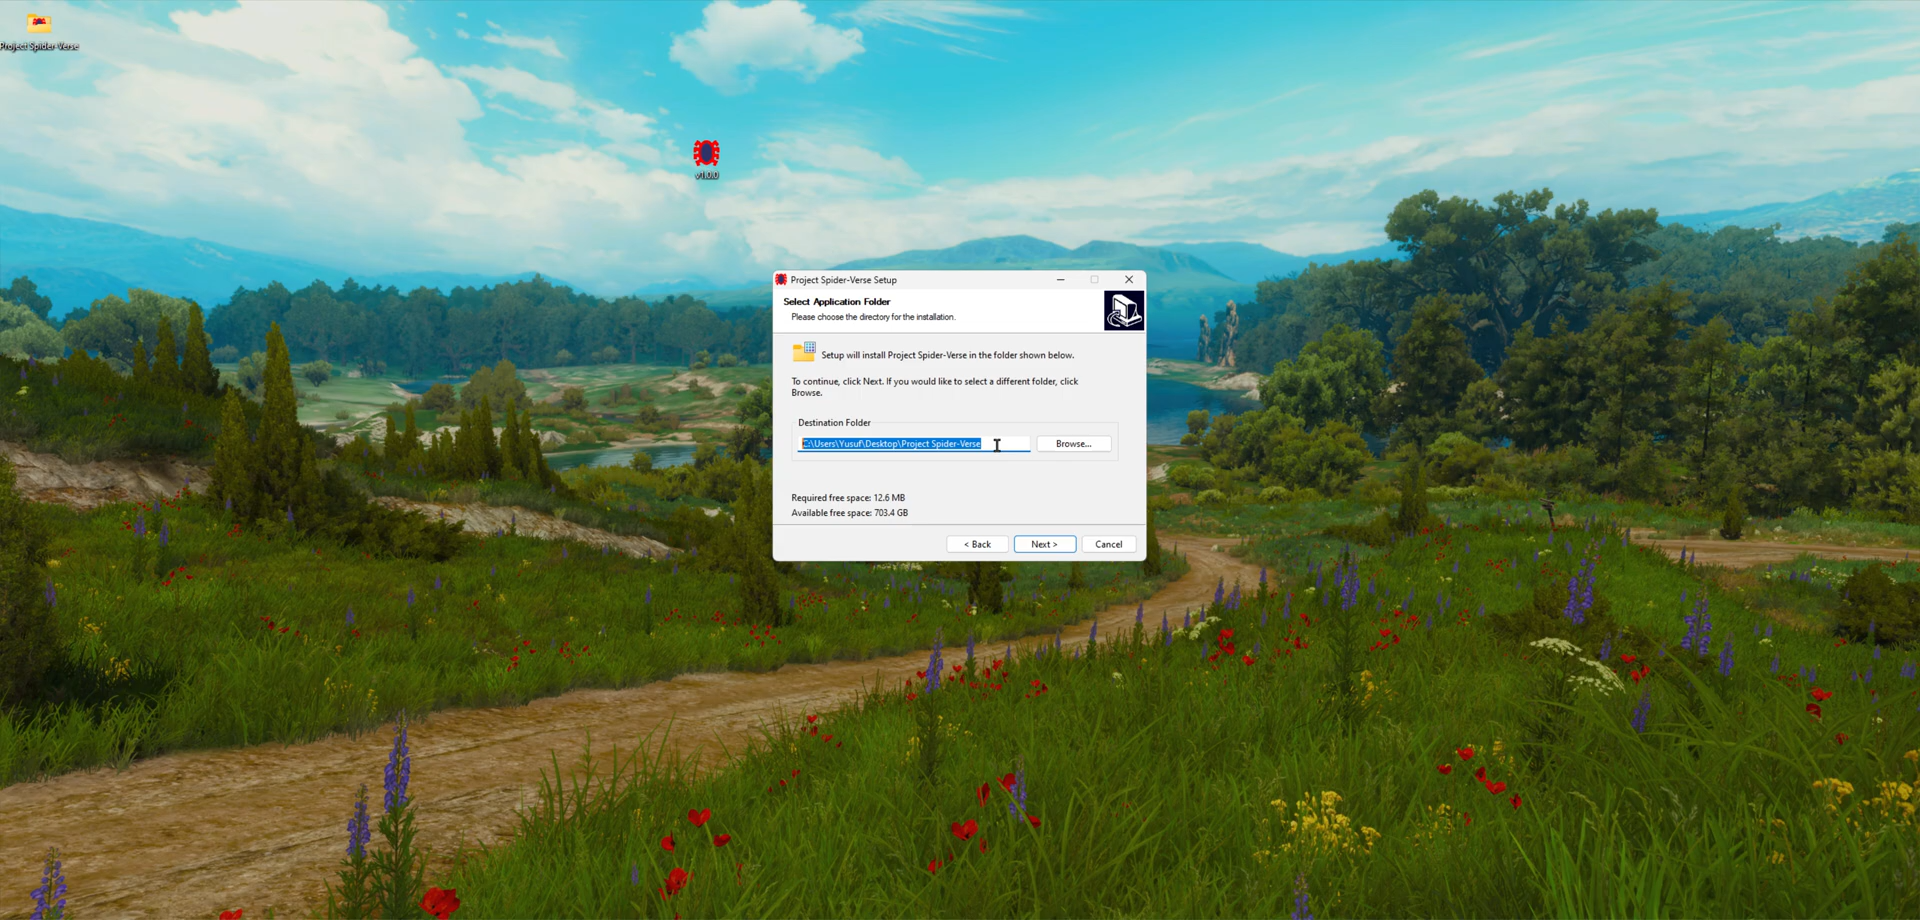 Project Spider-Verse
v1.0.0
Project Spider-Verse Setup
Select Application Folder
Please choose the directory for the installation.
Setup will install Project Spider-Verse in the folder shown below.
To continue, click Next. If you would like to select a different folder, click
Browse.
Destination Folder
C:\Users\Yusuf\Desktop\Project Spider-Verse
Browse...
Required free space: 12.6 MB
Available free space: 703.4 GB
< Back
Next >
Cancel